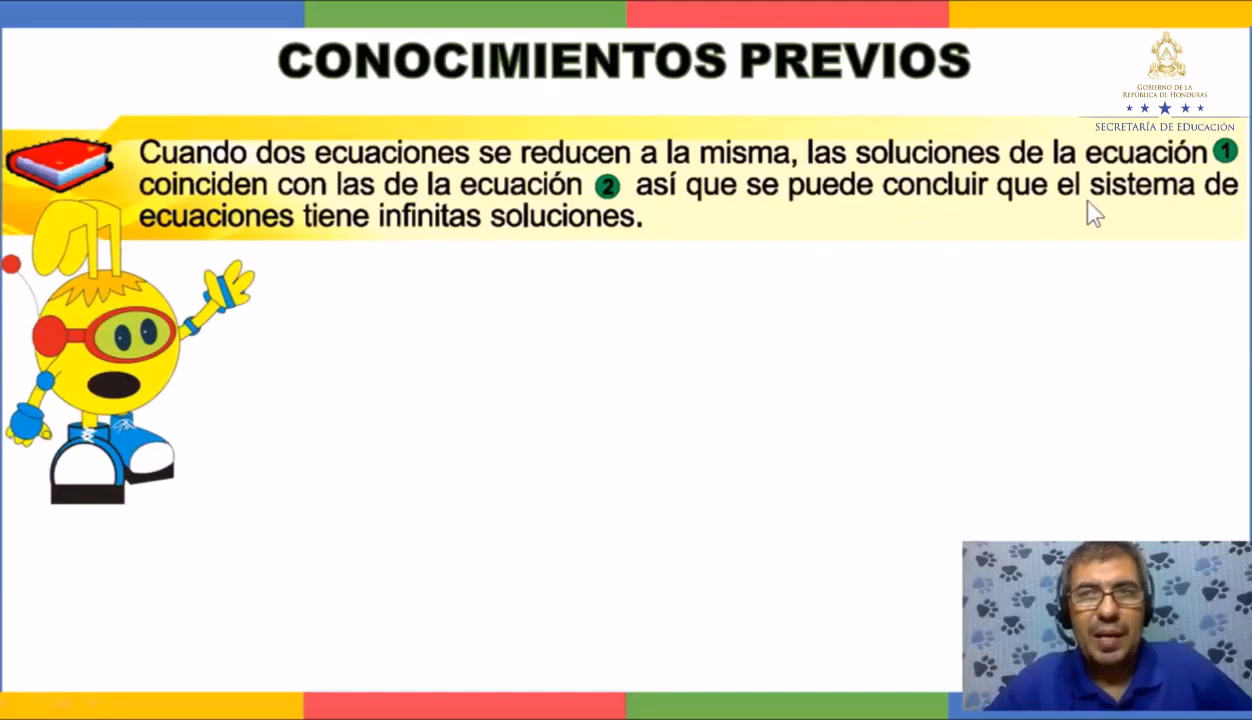 CONOCIMIENTOS PREVIOS
GOBIERNO DE LA
REPÚBLICA DE HONDURAS
SECRETARÍA DE EDUCACIÓN
Cuando dos ecuaciones se reducen a la misma, las soluciones de la ecuación 1
coinciden con las de la ecuación 2 así que se puede concluir que el sistema de
ecuaciones tiene infinitas soluciones.